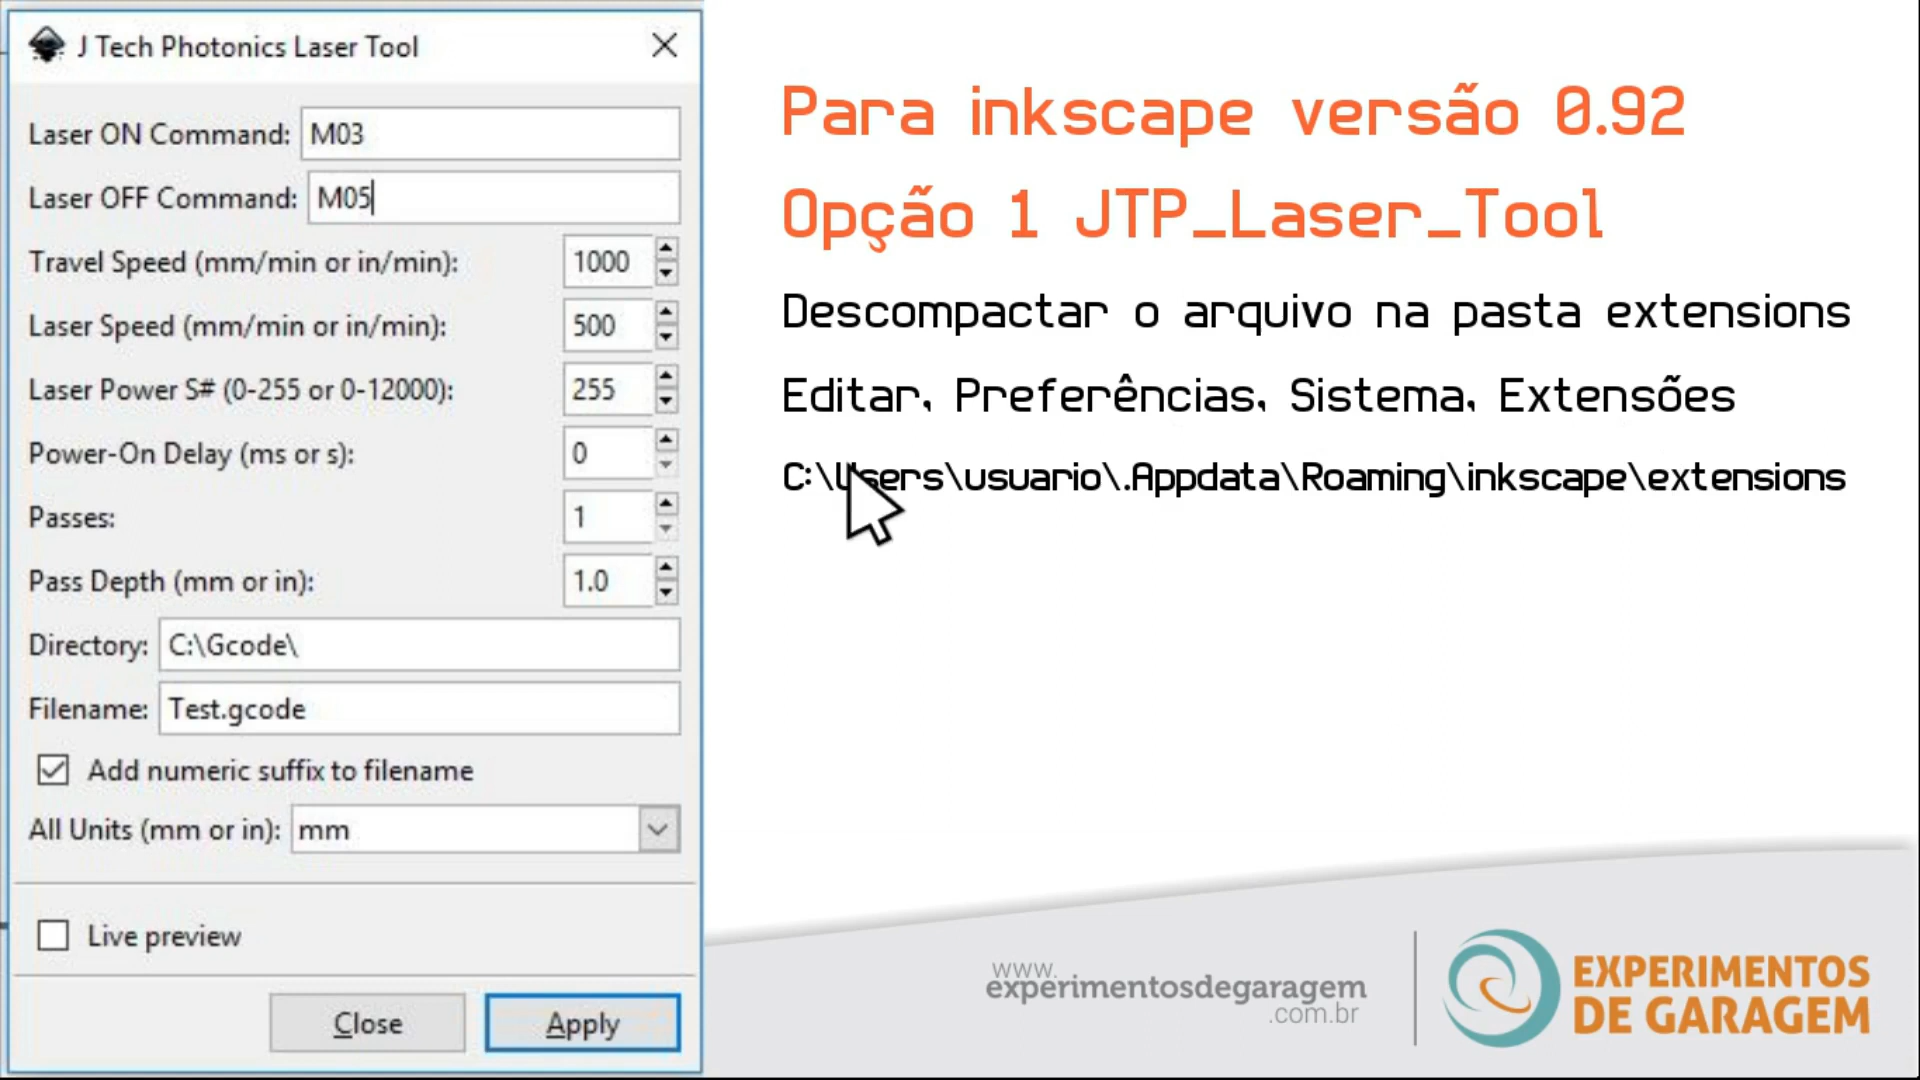 J Tech Photonics Laser Tool
Laser ON Command: M03
Laser OFF Command: M05
Travel Speed (mm/min or in/min): 1000
Laser Speed (mm/min or in/min): 500
Laser Power S# (0-255 or 0-12000): 255
Power-On Delay (ms or s): 0
Passes: 1
Pass Depth (mm or in): 1.0
Directory: C:\Gcode\
Filename: Test.gcode
Add numeric suffix to filename
All Units (mm or in): mm
Live preview
Close Apply
Para inkscape versão 0.92
Opção 1 JTP_Laser_Tool
Descompactar o arquivo na pasta extensions
Editar, Preferências, Sistema, Extensões
C:\Users\usuario\.Appdata\Roaming\inkscape\extensions
www.
experimentosdegaragem
.com.br
EXPERIMENTOS
DE GARAGEM